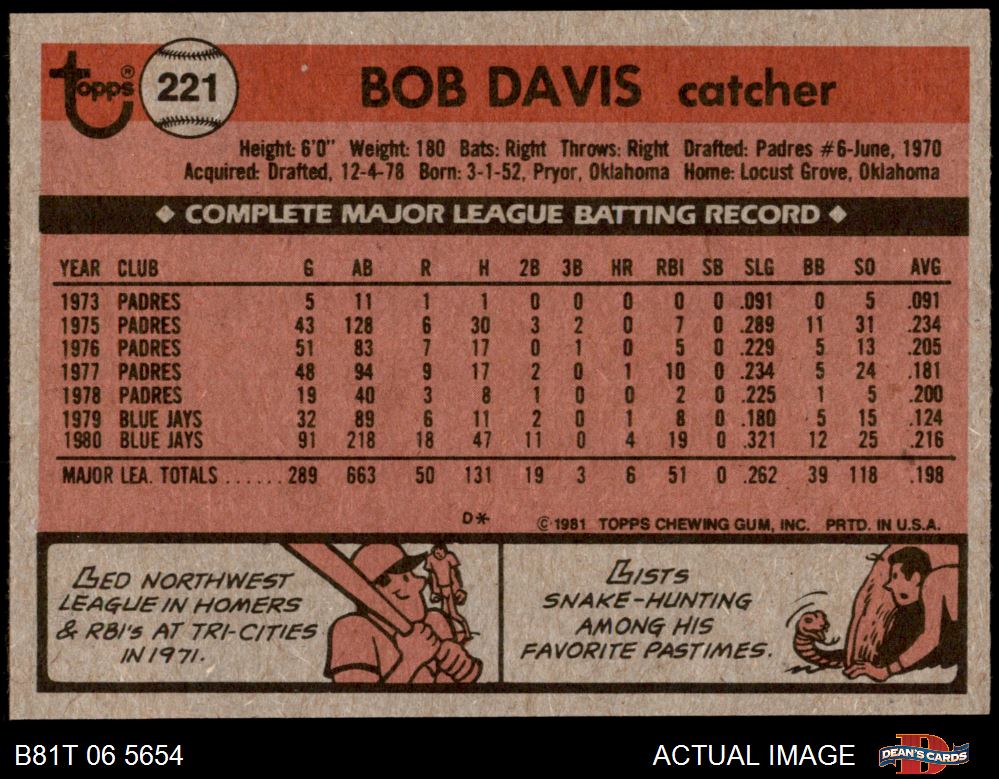 topps® 221 BOB DAVIS catcher
Height: 6'0" Weight: 180 Bats: Right Throws: Right Drafted: Padres #6-June, 1970
Acquired: Drafted, 12-4-78 Born: 3-1-52, Pryor, Oklahoma Home: Locust Grove, Oklahoma
◆ COMPLETE MAJOR LEAGUE BATTING RECORD ◆
YEAR CLUB G AB R H 2B 3B HR RBI SB SLG BB SO AVG
1973 PADRES 5 11 1 1 0 0 0 0 0 .091 0 5 .091
1975 PADRES 43 128 6 30 3 2 0 7 0 .289 11 31 .234
1976 PADRES 51 83 7 17 0 1 0 5 0 .229 5 13 .205
1977 PADRES 48 94 9 17 2 0 1 10 0 .234 5 24 .181
1978 PADRES 19 40 3 8 1 0 0 2 0 .225 1 5 .200
1979 BLUE JAYS 32 89 6 11 2 0 1 8 0 .180 5 15 .124
1980 BLUE JAYS 91 218 18 47 11 0 4 19 0 .321 12 25 .216
MAJOR LEA. TOTALS ...... 289 663 50 131 19 3 6 51 0 .262 39 118 .198
D* © 1981 TOPPS CHEWING GUM, INC. PRTD. IN U.S.A.
LED NORTHWEST
LEAGUE IN HOMERS
& RBI's AT TRI-CITIES
IN 1971.
LISTS
SNAKE-HUNTING
AMONG HIS
FAVORITE PASTIMES.
B81T 06 5654 ACTUAL IMAGE DEAN'S CARDS